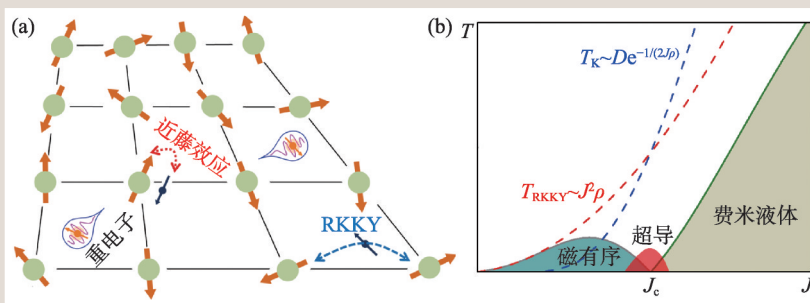 (a)
近藤效应
重电子
RKKY
(b)
T
T_K~De^{-1/(2Jρ)}
T_RKKY~J²ρ
费米液体
超导
磁有序
J_c
J